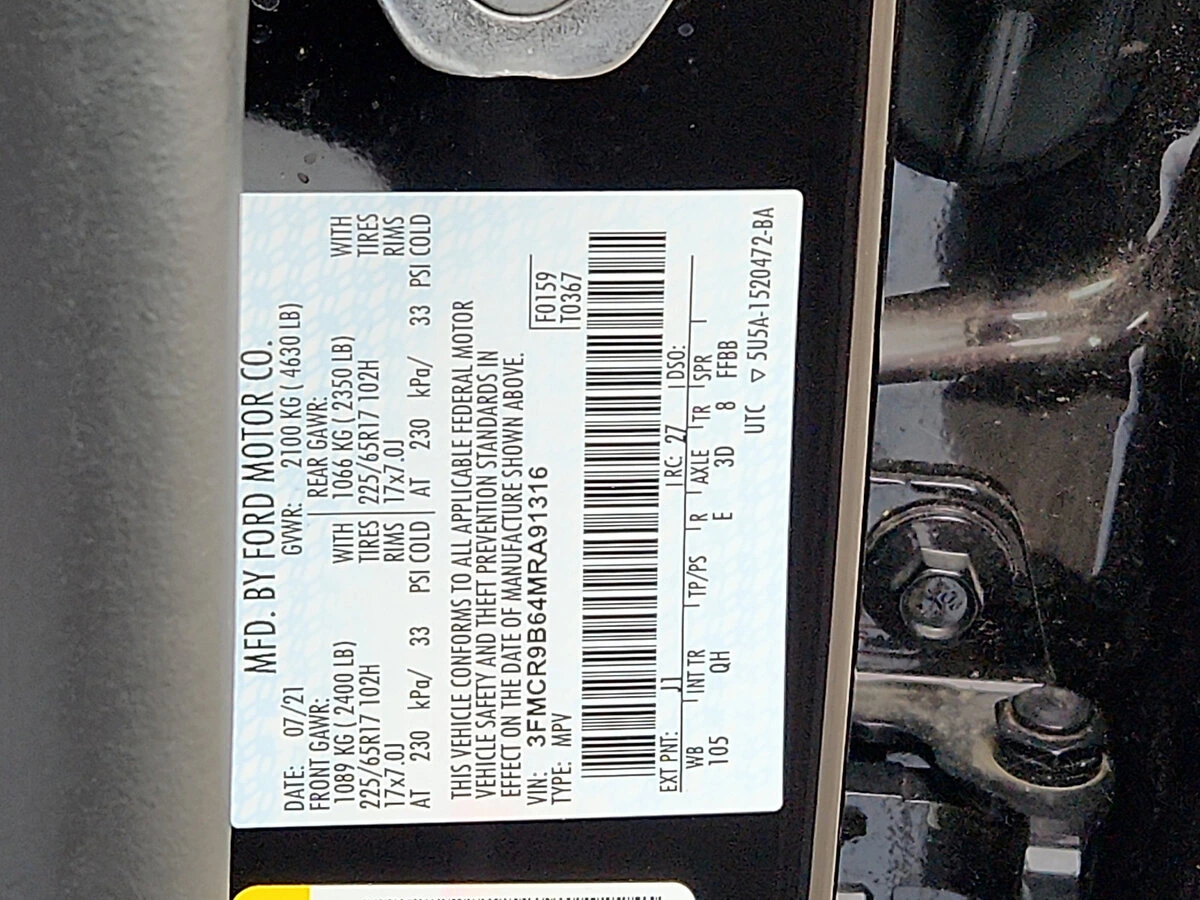 MFD. BY FORD MOTOR CO.
DATE: 07/21 GVWR: 2100 KG ( 4630 LB)
FRONT GAWR: REAR GAWR:
1089 KG ( 2400 LB) WITH 1066 KG ( 2350 LB) WITH
225/65R17 102H TIRES 225/65R17 102H TIRES
17x7.0J RIMS 17x7.0J RIMS
AT 230 kPa/ 33 PSI COLD AT 230 kPa/ 33 PSI COLD
THIS VEHICLE CONFORMS TO ALL APPLICABLE FEDERAL MOTOR
VEHICLE SAFETY AND THEFT PREVENTION STANDARDS IN
EFFECT ON THE DATE OF MANUFACTURE SHOWN ABOVE.
VIN: 3FMCR9B64MRA91316 F0159
TYPE: MPV T0367
EXT PNT: J1 RC: 27 DSO:
WB INT TR TP/PS R AXLE TR SPR
105 QH E 3D 8 FFBB
UTC ▽ 5U5A-1520472-BA